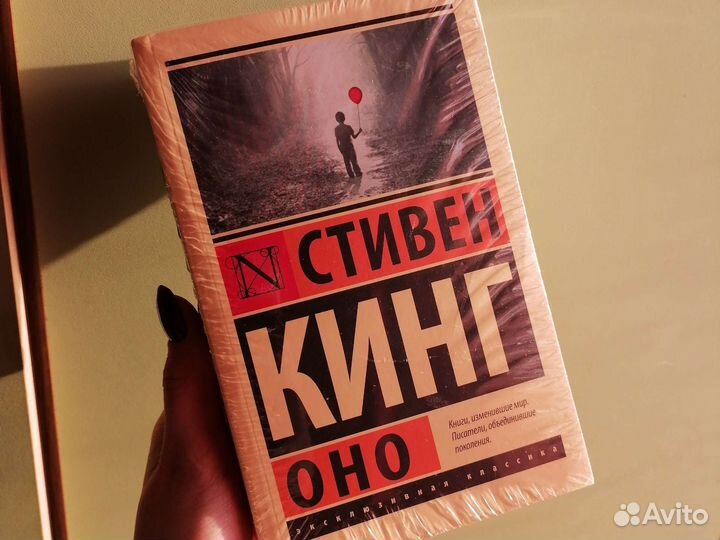 N
СТИВЕН
КИНГ
ОНО
Книги, изменившие мир.
Писатели, объединившие
поколения.
эксклюзивная классика
Avito